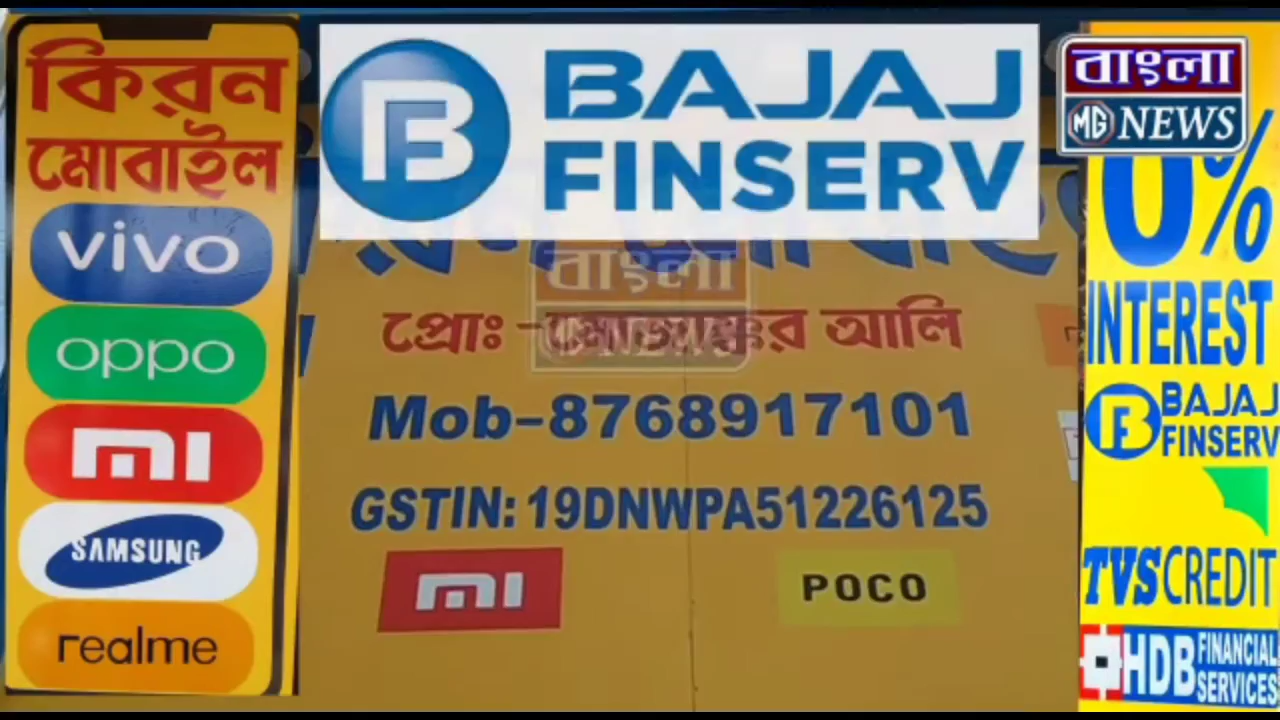 কিরন
মোবাইল
vivo
oppo
mi
SAMSUNG
realme
BAJAJ
FINSERV
বাংলা
MG NEWS
প্রোঃ - আলি
Mob-8768917101
GSTIN: 19DNWPA51226125
mi
POCO
0%
INTEREST
BAJAJ
FINSERV
TVS CREDIT
HDB FINANCIAL
SERVICES